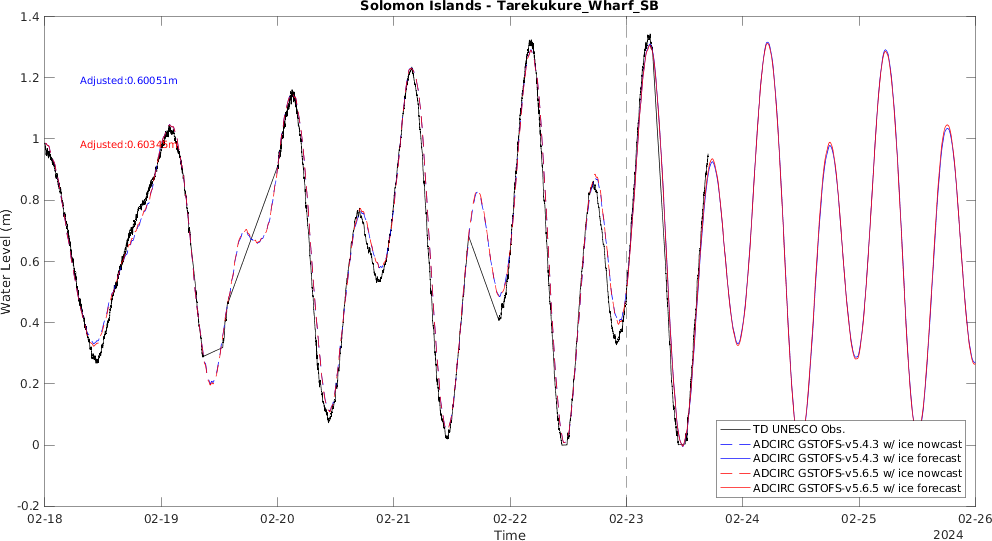 Solomon Islands - Tarekukure_Wharf_SB
1.4
1.2
1
0.8
0.6
0.4
0.2
0
-0.2
Water Level (m)
Adjusted:0.60051m
Adjusted:0.60345m
TD UNESCO Obs.
ADCIRC GSTOFS-v5.4.3 w/ ice nowcast
ADCIRC GSTOFS-v5.4.3 w/ ice forecast
ADCIRC GSTOFS-v5.6.5 w/ ice nowcast
ADCIRC GSTOFS-v5.6.5 w/ ice forecast
02-18 02-19 02-20 02-21 02-22 02-23 02-24 02-25 02-26
Time
2024